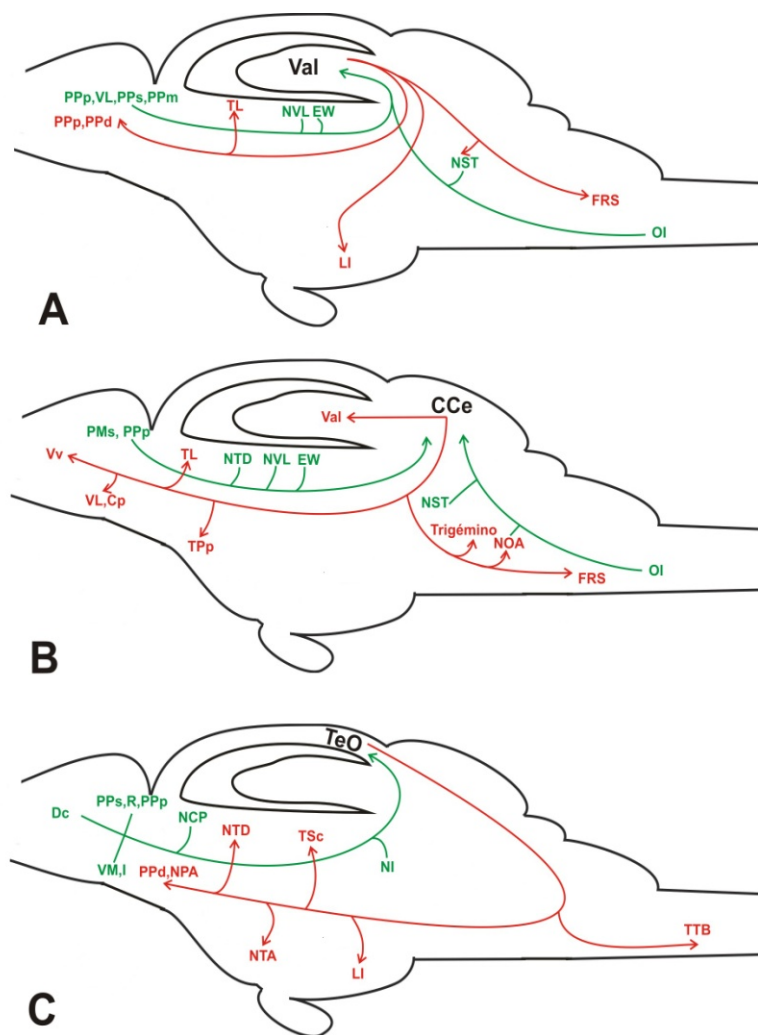 Val
PPp,VL,PPs,PPm
TL
NVL EW
PPp,PPd
NST
FRS
OI
LI
A
Val
CCe
PMs, PPp
Vv
TL
NTD
NVL
EW
NST
VL,Cp
Trigémino
TPp
NOA
FRS
OI
B
TeO
PPs,R,PPp
Dc
NCP
NTD
TSc
VM,I
PPd,NPA
NI
TTB
NTA
LI
C